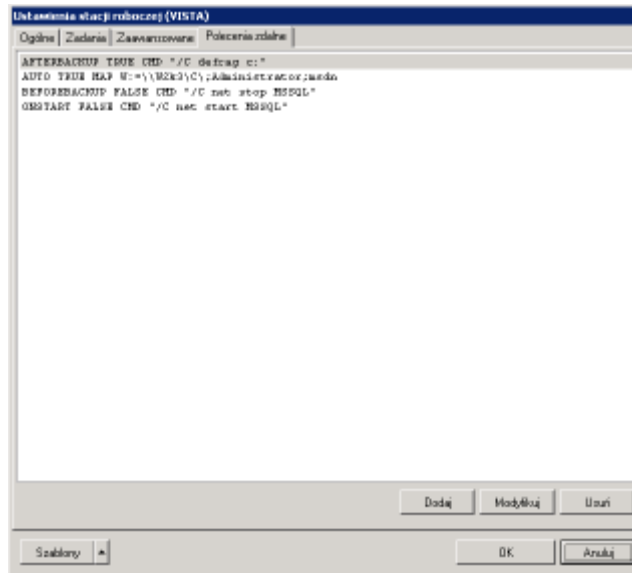 Ustawienia stacji roboczej (VISTA)
Ogólne Zadania Zaawansowane Polecenia zdalne
AFTERBACKUP TRUE CMD "/C defrag c:"
AUTO TRUE MAP W:=\\W2k3\C\;Administrator;msdn
BEFOREBACKUP FALSE CMD "/C net stop MSSQL"
ONSTART FALSE CMD "/C net start MSSQL"
Dodaj Modyfikuj Usuń
Szablony OK Anuluj